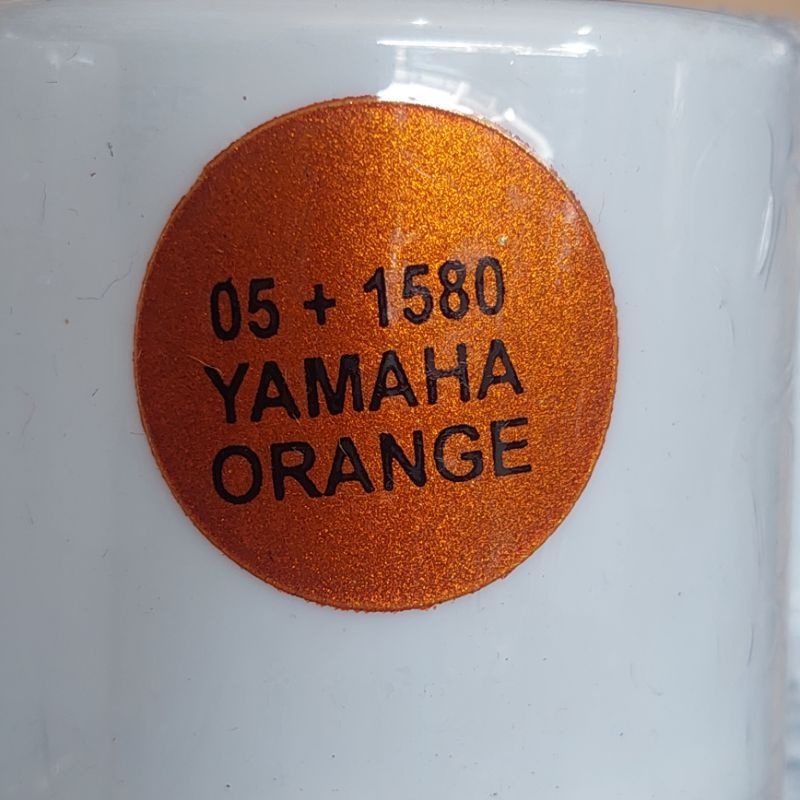 05 + 1580
YAMAHA
ORANGE